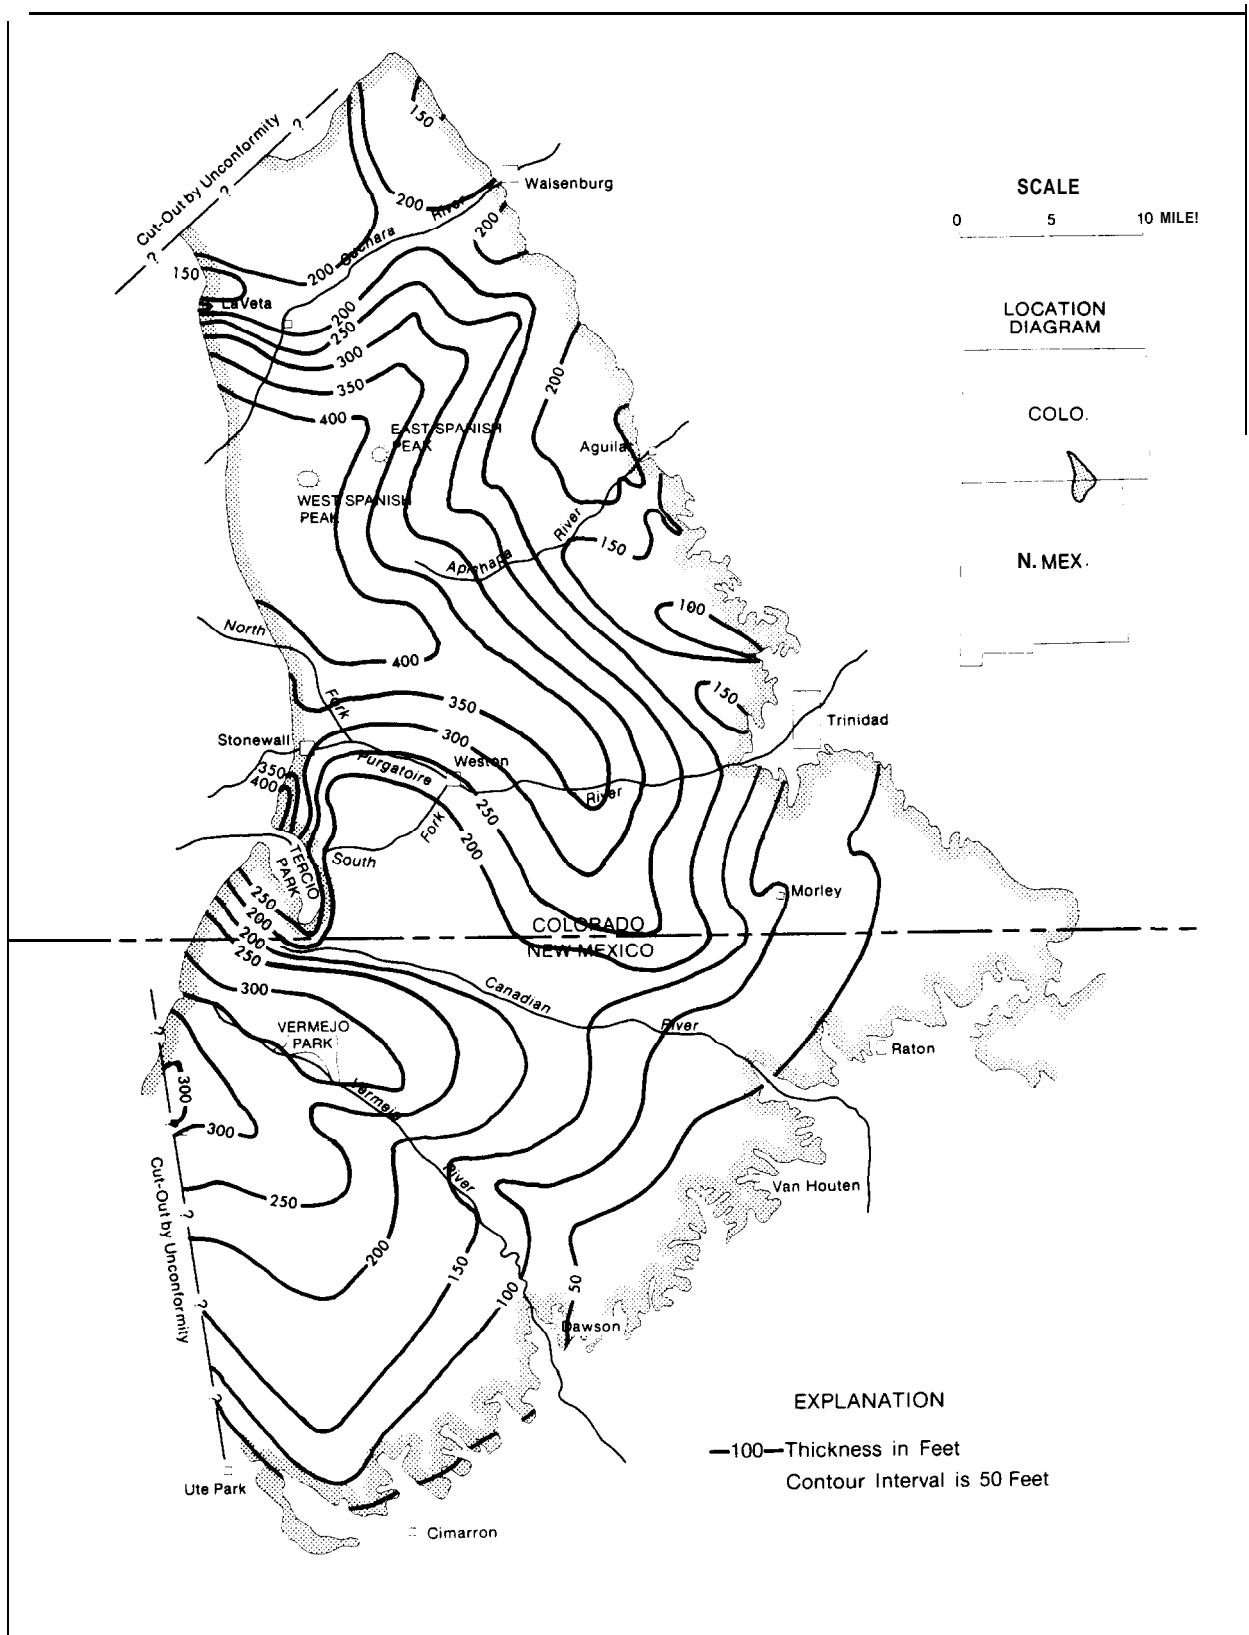 150
Cut-Out by Unconformity
?
?
?
Walsenburg
200
River
200
Cuchara
SCALE
0 5 10 MILE!
150
200
LaVeta
200
250
300
350
400
LOCATION
DIAGRAM
COLO.
N. MEX.
200
EAST SPANISH
PEAK
Aguilar
WEST SPANISH
PEAK
River
Apishapa
150
100
North
400
Fork
350
150
Trinidad
Stonewall
300
Weston
Purgatoire
350
400
River
250
Fork
200
South
TERCIO
PARK
250
200
Morley
COLORADO
NEW MEXICO
200
250
300
Canadian
River
VERMEJO
PARK
Raton
?
300
Vermejo
300
River
Van Houten
250
Cut-Out by Unconformity
?
200
150
100
50
?
Dawson
?
EXPLANATION
100 Thickness in Feet
Contour Interval is 50 Feet
Ute Park
Cimarron